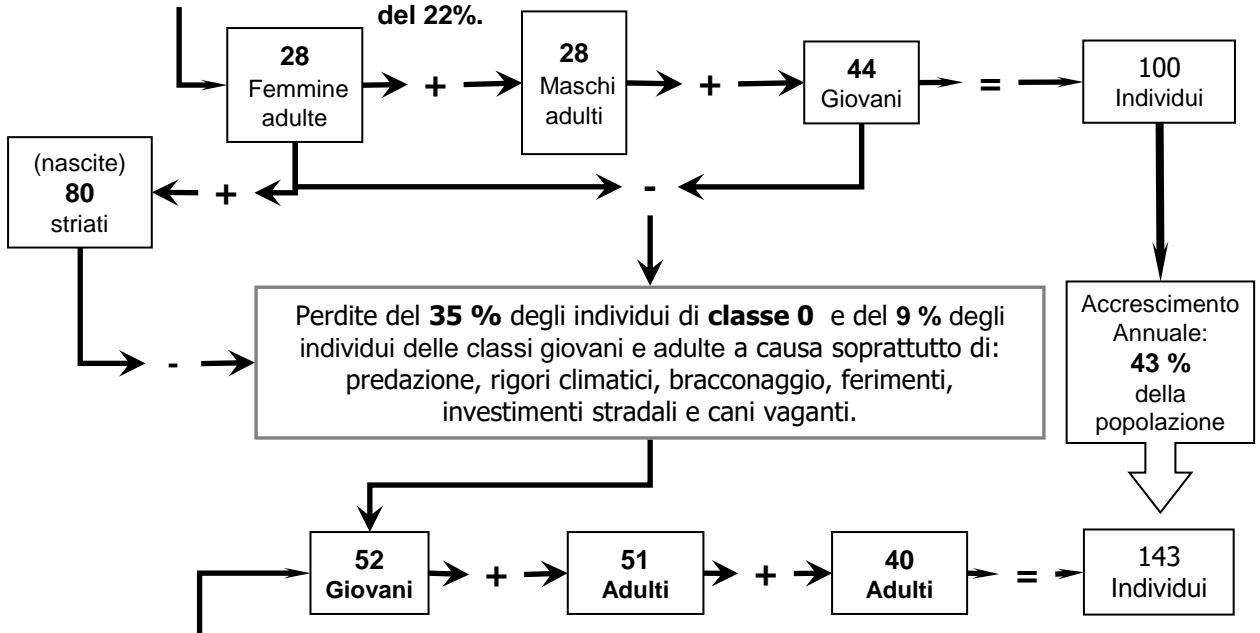 del 22%.
28
Femmine
adulte
+
28
Maschi
adulti
+
44
Giovani
=
100
Individui
(nascite)
80
striati
+
-
Perdite del 35 % degli individui di classe 0 e del 9 % degli
individui delle classi giovani e adulte a causa soprattutto di:
predazione, rigori climatici, bracconaggio, ferimenti,
investimenti stradali e cani vaganti.
-
Accrescimento
Annuale:
43 %
della
popolazione
52
Giovani
+
51
Adulti
+
40
Adulti
=
143
Individui